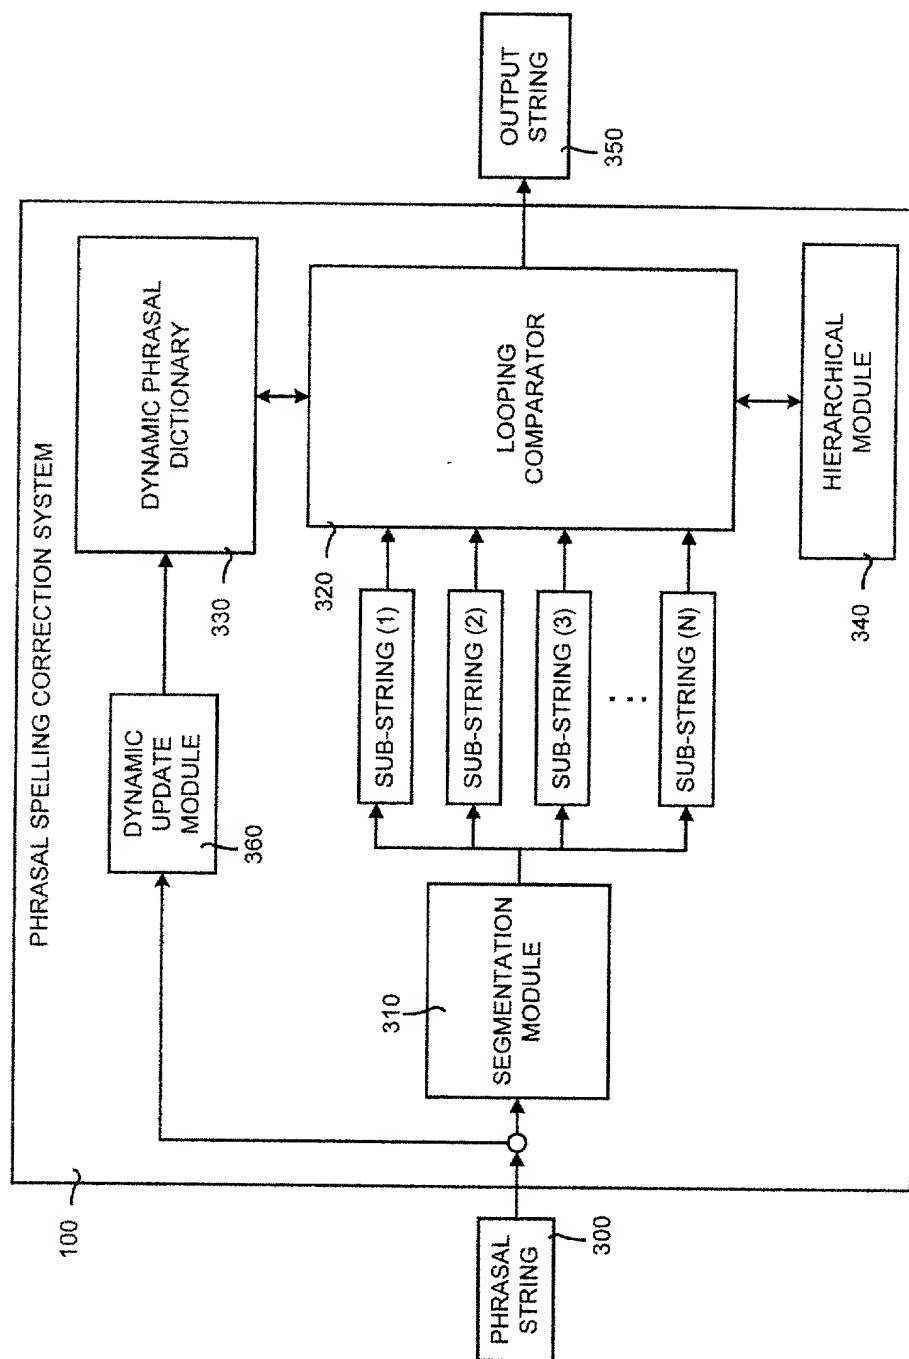 PHRASAL SPELLING CORRECTION SYSTEM
100
PHRASAL
STRING
300
SEGMENTATION
MODULE
310
DYNAMIC
UPDATE
MODULE
360
SUB-STRING (1)
SUB-STRING (2)
SUB-STRING (3)
...
SUB-STRING (N)
DYNAMIC PHRASAL
DICTIONARY
330
LOOPING
COMPARATOR
320
HIERARCHICAL
MODULE
340
OUTPUT
STRING
350